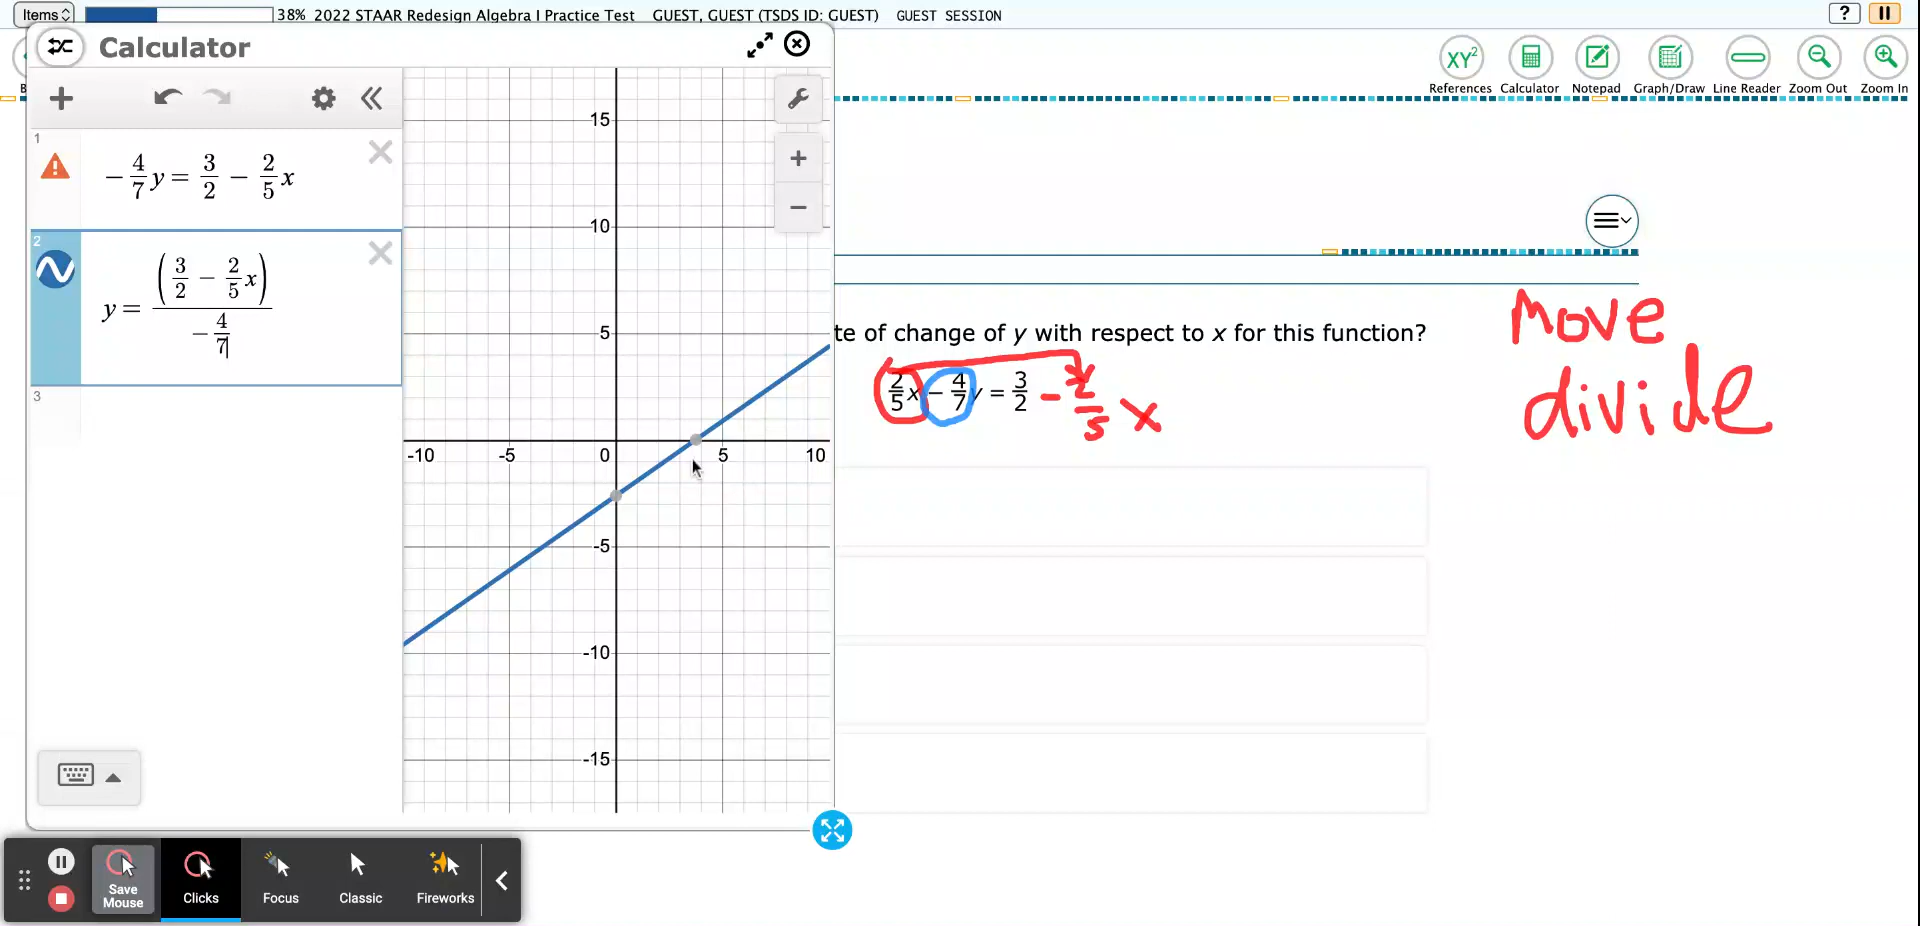 Items 38% 2022 STAAR Redesign Algebra I Practice Test GUEST, GUEST (TSDS ID: GUEST) GUEST SESSION ?
Calculator
XY²
References Calculator Notepad Graph/Draw Line Reader Zoom Out Zoom In
B
1
-4/7 y = 3/2 - 2/5 x
2
y = (3/2 - 2/5 x) / -4/7
3
15
10
5
-10 -5 0 5 10
-5
-10
-15
+
−
te of change of y with respect to x for this function?
2/5 x - 4/7 y = 3/2 - 2/5 x
Move
divide
Save Mouse
Clicks
Focus
Classic
Fireworks